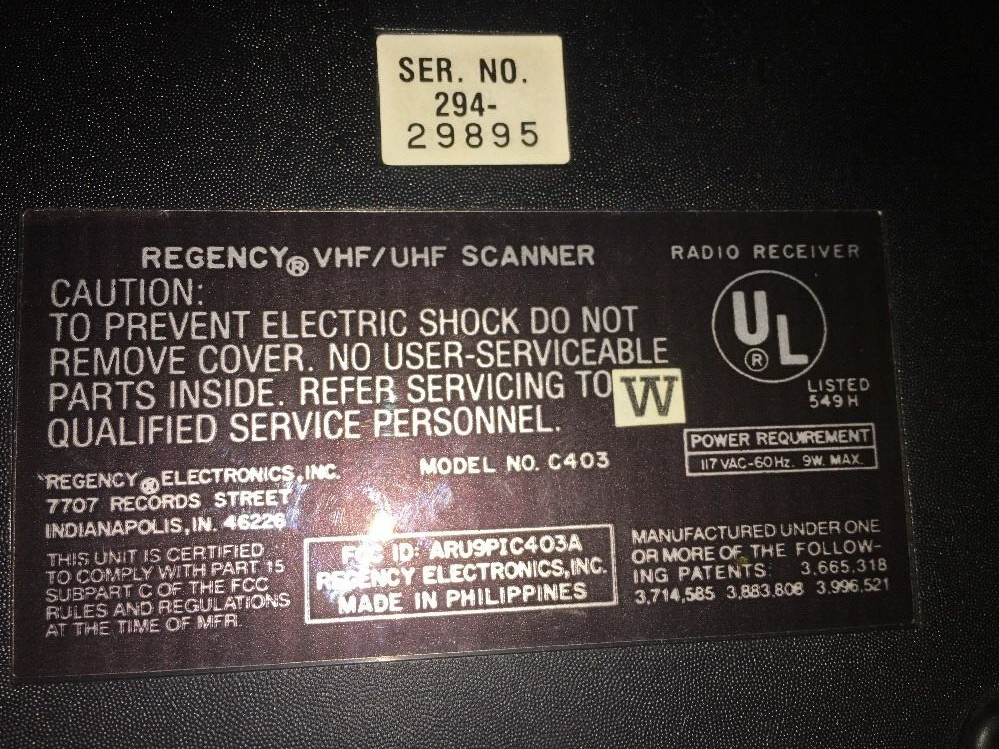 SER. NO.
294-
29895
REGENCY® VHF/UHF SCANNER
RADIO RECEIVER
CAUTION:
TO PREVENT ELECTRIC SHOCK DO NOT
REMOVE COVER. NO USER-SERVICEABLE
PARTS INSIDE. REFER SERVICING TO
QUALIFIED SERVICE PERSONNEL.
W
UL
®
LISTED
549H
POWER REQUIREMENT
117 VAC-60Hz. 9W. MAX.
MODEL NO. C403
REGENCY® ELECTRONICS, INC.
7707 RECORDS STREET
INDIANAPOLIS, IN. 46226
THIS UNIT IS CERTIFIED
TO COMPLY WITH PART 15
SUBPART C OF THE FCC
RULES AND REGULATIONS
AT THE TIME OF MFR.
FCC ID: ARU9PIC403A
REGENCY ELECTRONICS, INC.
MADE IN PHILIPPINES
MANUFACTURED UNDER ONE
OR MORE OF THE FOLLOW-
ING PATENTS: 3,665,318
3,714,585 3,883,808 3,996,521